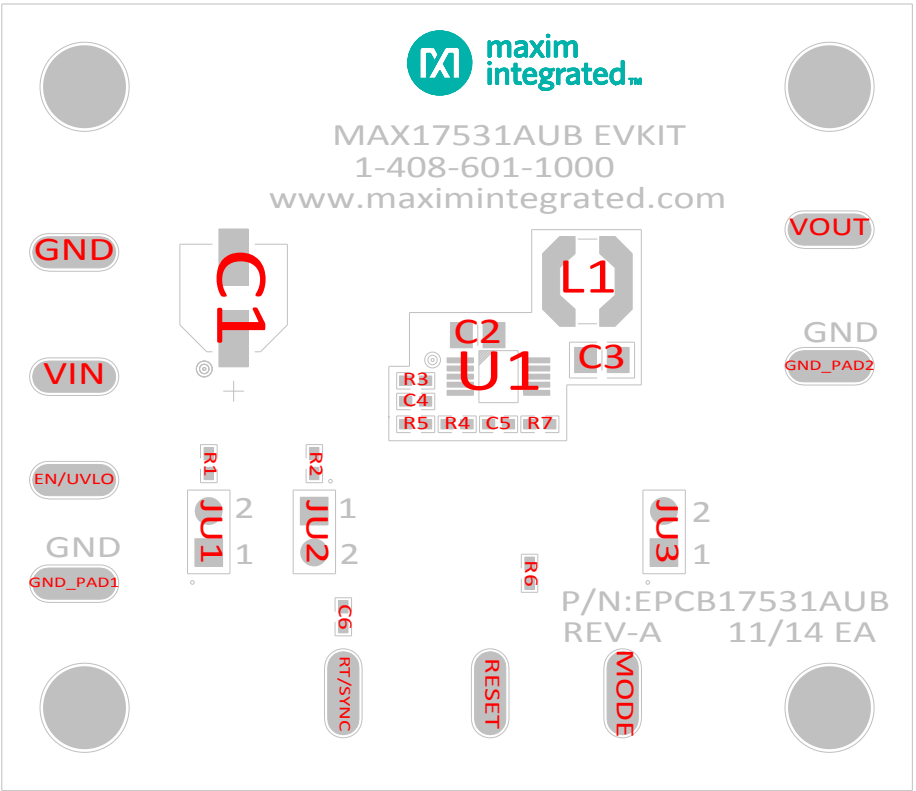 maxim
integrated™
MAX17531AUB EVKIT
1-408-601-1000
www.maximintegrated.com
GND
C1
L1
VOUT
GND
GND_PAD2
C2
C3
U1
VIN
R3
C4
R5 R4 C5 R7
R1
R2
EN/UVLO
JU1
2
1
JU2
1
2
JU3
2
1
GND
GND_PAD1
R6
C6
P/N:EPCB17531AUB
REV-A 11/14 EA
RT/SYNC
RESET
MODE